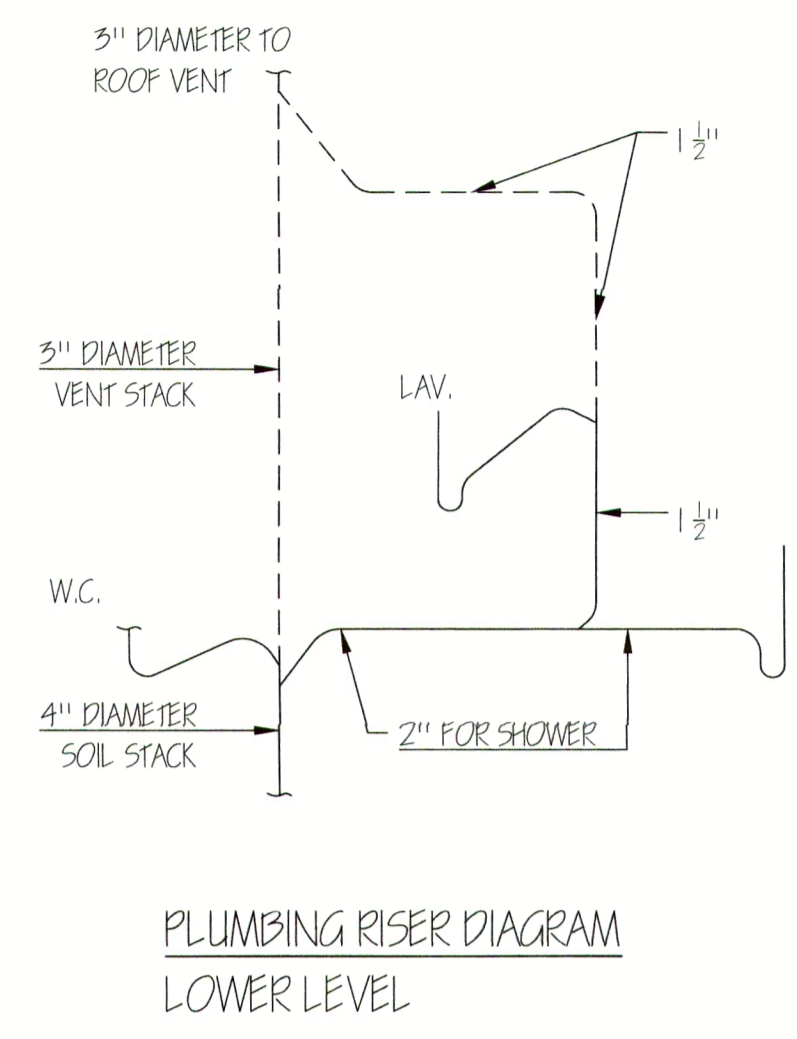 3" DIAMETER TO
ROOF VENT
1 1/2"
3" DIAMETER
VENT STACK
LAV.
1 1/2"
W.C.
4" DIAMETER
SOIL STACK
2" FOR SHOWER
PLUMBING RISER DIAGRAM
LOWER LEVEL